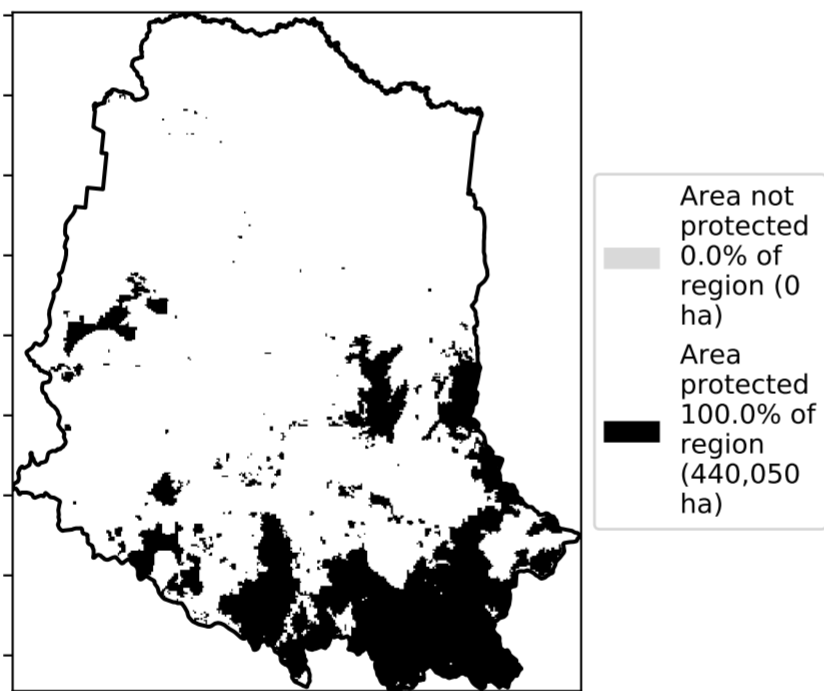 Area not
protected
0.0% of
region (0
ha)
Area
protected
100.0% of
region
(440,050
ha)